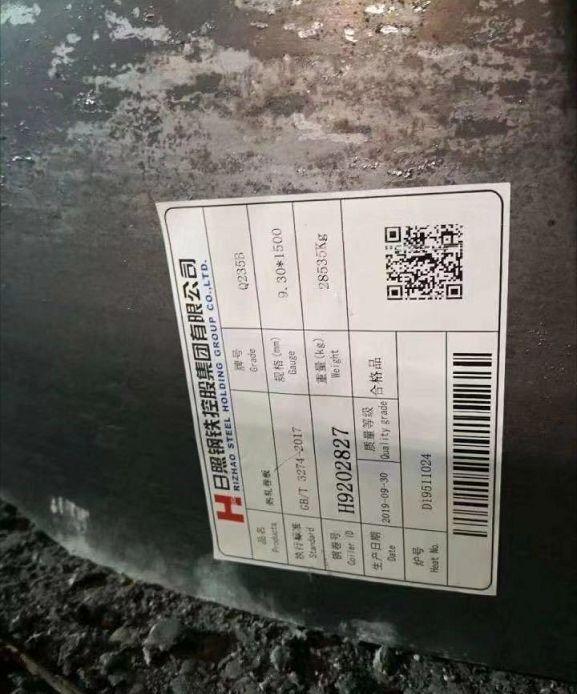 日照钢铁控股集团有限公司
RIZHAO STEEL HOLDING GROUP CO.,LTD.
品名 Products 热轧卷板 牌号 Grade Q235B
执行标准 Standard GB/T 3274-2017 规格(mm) Gauge 9.30*1500
钢卷号 Coiler ID H9202827 重量(kg) Weight 28535Kg
生产日期 Date 2019-09-30 质量等级 Quality grade 合格品
炉号 Heat No. D19511024